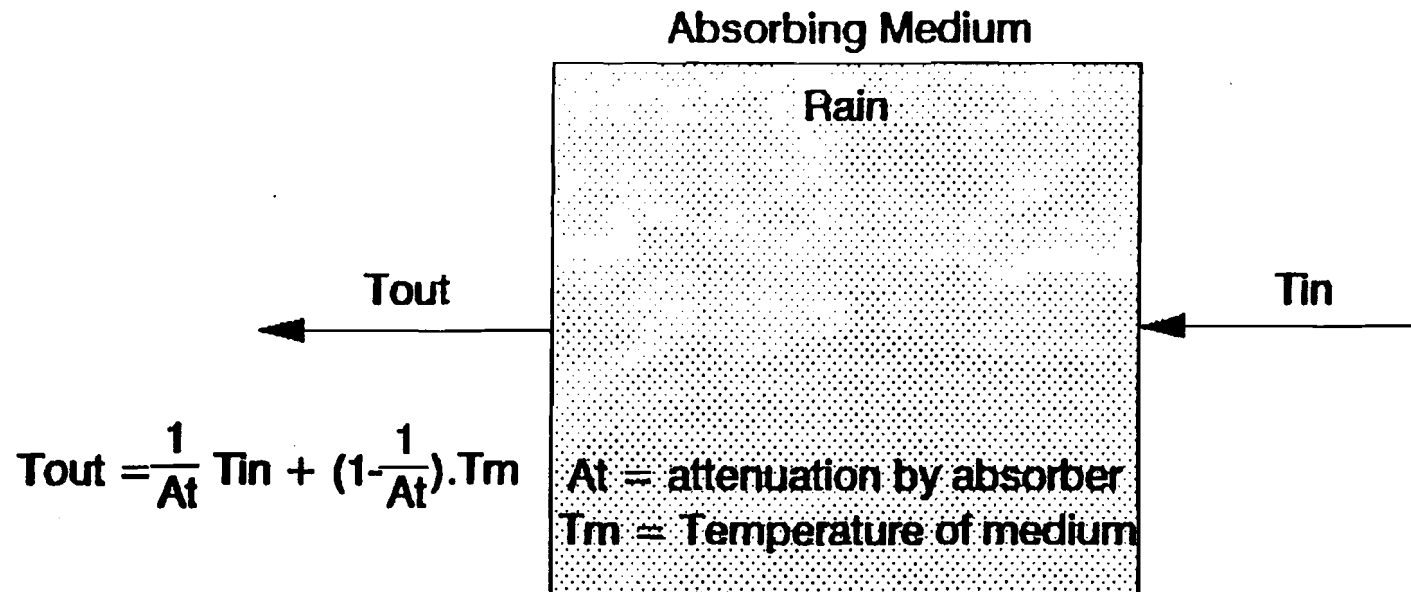 Absorbing Medium
Rain
Tout
Tin
Tout = 1/At Tin + (1-1/At).Tm
At = attenuation by absorber
Tm = Temperature of medium